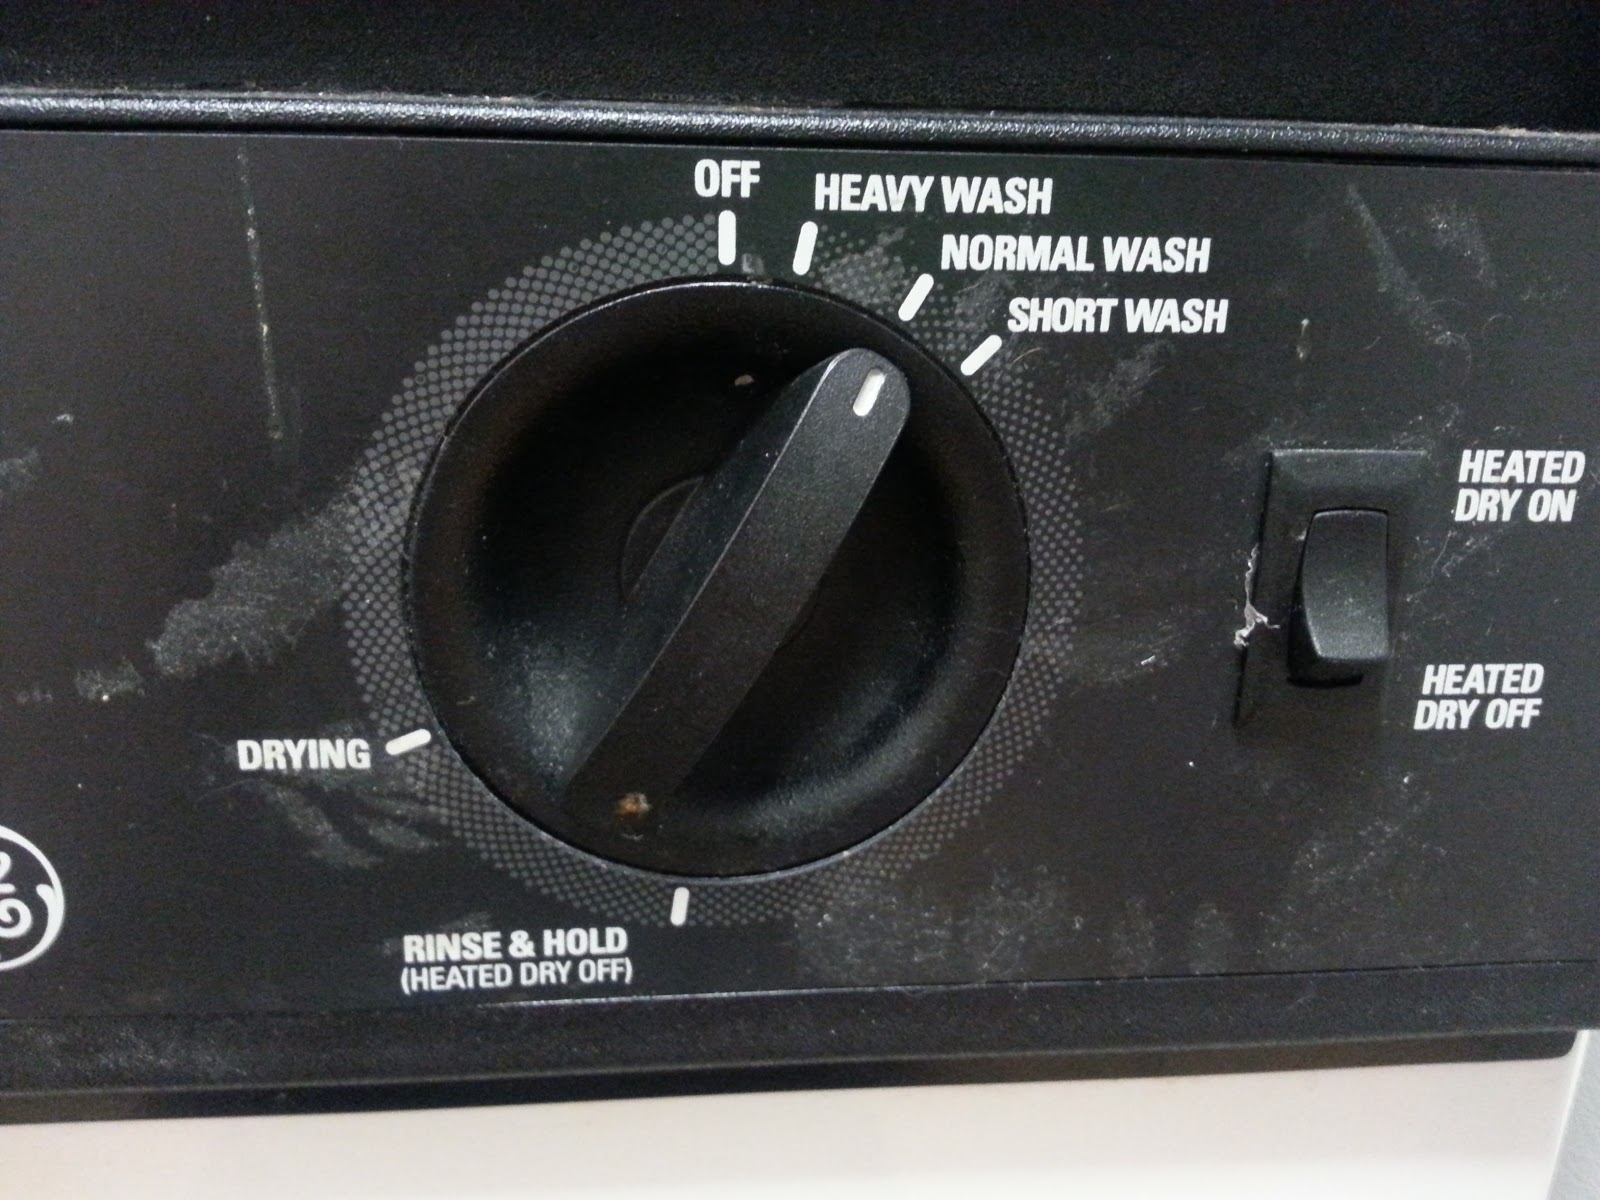 OFF
HEAVY WASH
NORMAL WASH
SHORT WASH
HEATED
DRY ON
HEATED
DRY OFF
DRYING
RINSE & HOLD
(HEATED DRY OFF)